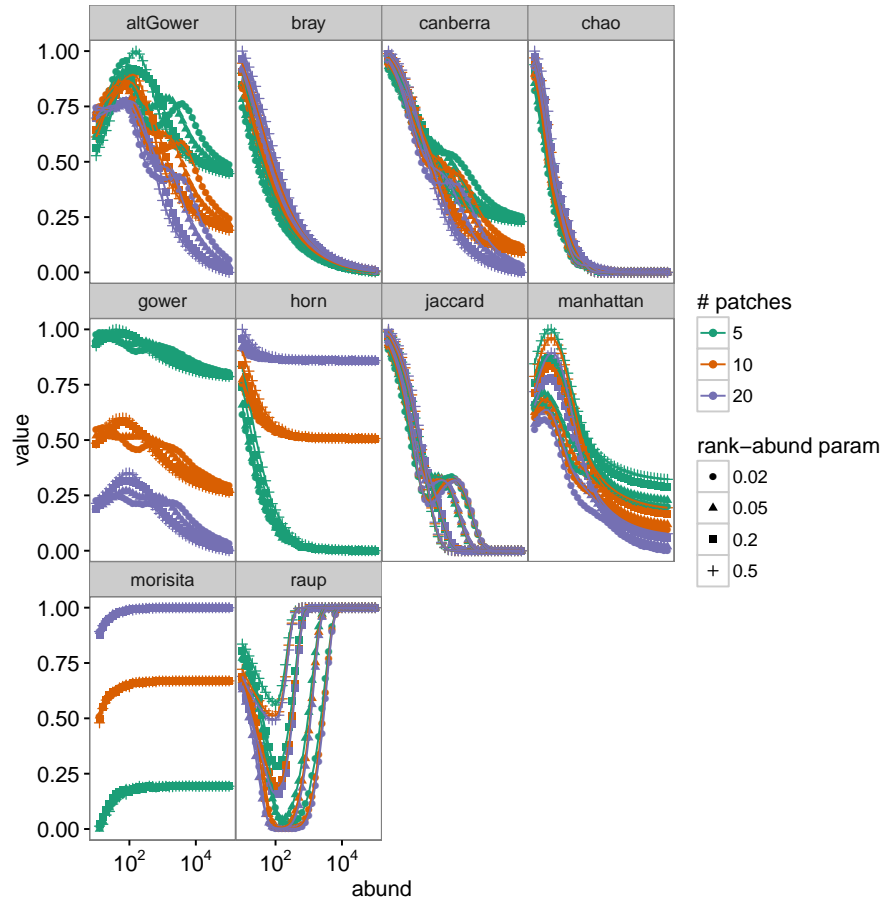 altGower bray canberra chao
1.00
0.75
0.50
0.25
0.00
gower horn jaccard manhattan
1.00
0.75
0.50
0.25
0.00
morisita raup
1.00
0.75
0.50
0.25
0.00
10² 10⁴ 10² 10⁴
value
abund
# patches
5
10
20
rank−abund param
0.02
0.05
0.2
0.5